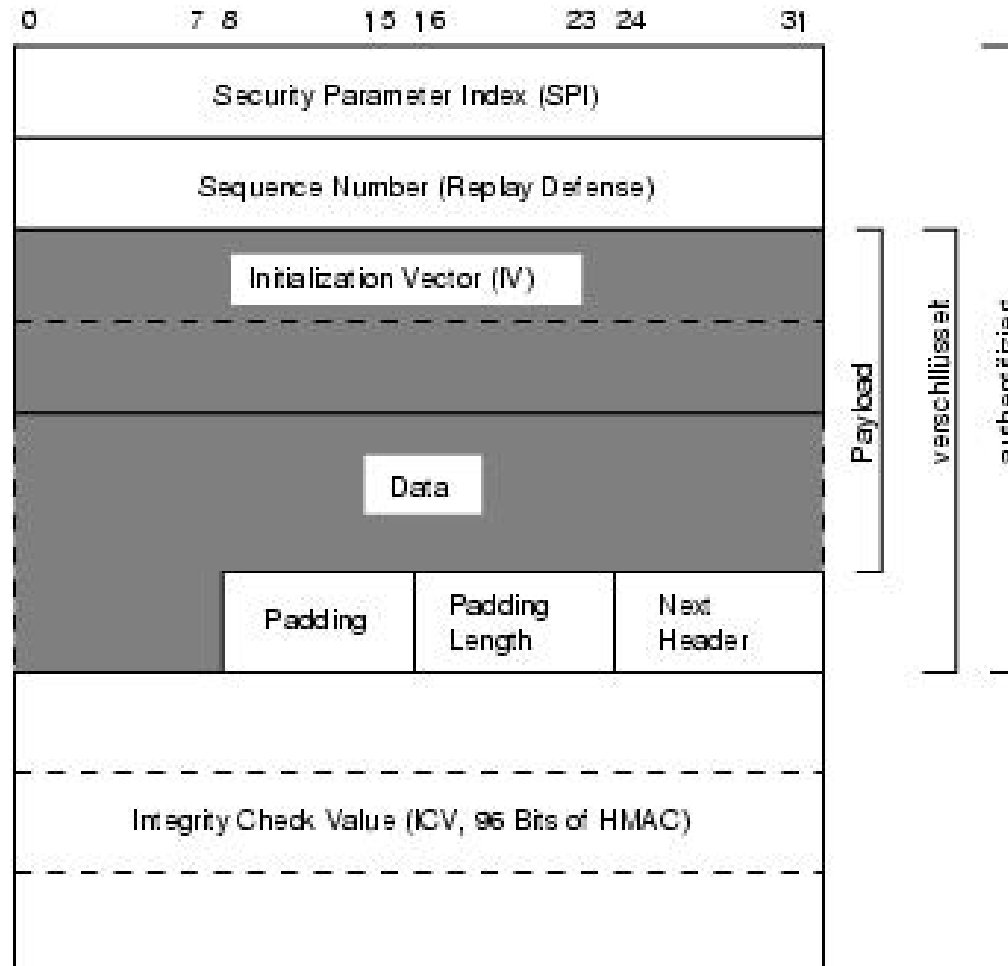 0 7 8 15 16 23 24 31
Security Parameter Index (SPI)
Sequence Number (Replay Defense)
Initialization Vector (IV)
Data
Padding
Padding
Length
Next
Header
Payload
verschlüsselt
Integrity Check Value (ICV, 96 Bits of HMAC)